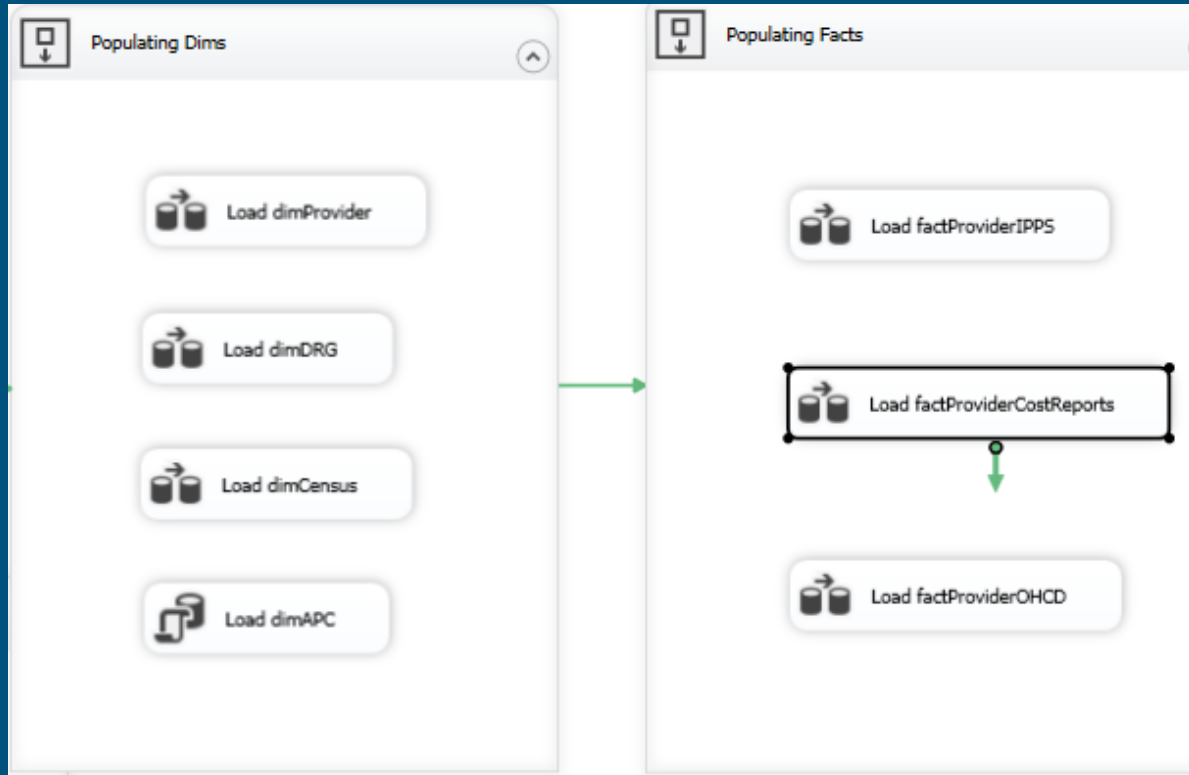 Populating Dims
Load dimProvider
Load dimDRG
Load dimCensus
Load dimAPC
Populating Facts
Load factProviderIPPS
Load factProviderCostReports
Load factProviderOHCD